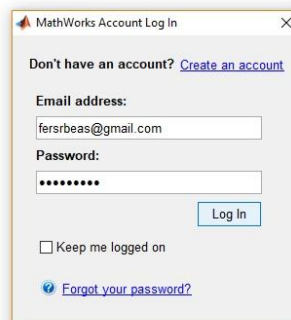 MathWorks Account Log In
Don't have an account? Create an account
Email address:
fersrbeas@gmail.com
Password:
•••••••••
Log In
Keep me logged on
Forgot your password?